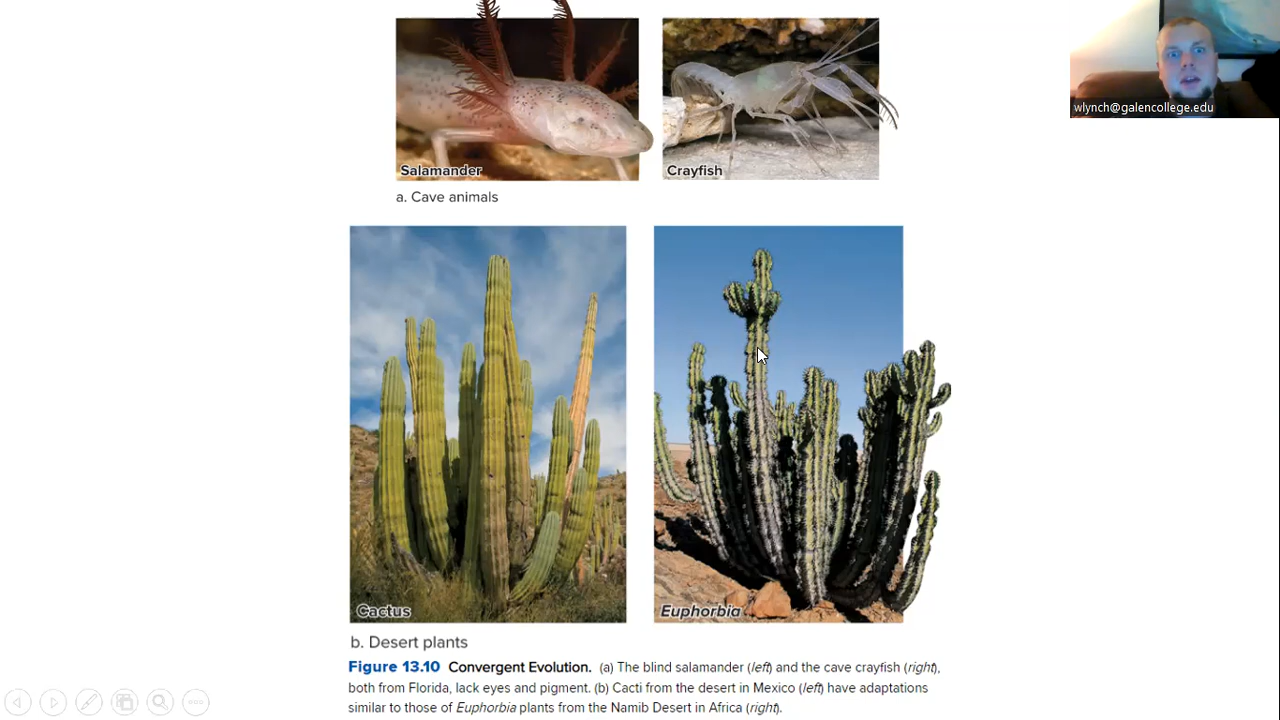 wlynch@galencollege.edu
Salamander
Crayfish
a. Cave animals
Cactus
Euphorbia
b. Desert plants
Figure 13.10 Convergent Evolution. (a) The blind salamander (left) and the cave crayfish (right),
both from Florida, lack eyes and pigment. (b) Cacti from the desert in Mexico (left) have adaptations
similar to those of Euphorbia plants from the Namib Desert in Africa (right).